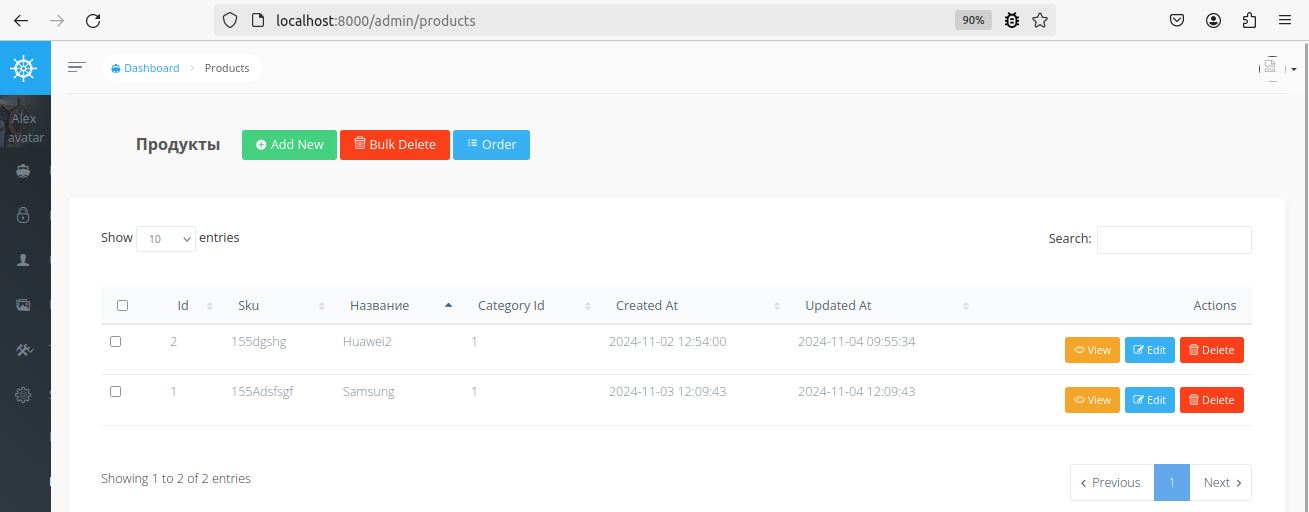 localhost:8000/admin/products
90%
Dashboard > Products
Alex
avatar
Продукты Add New Bulk Delete Order
Show 10 entries Search:
Id Sku Название Category Id Created At Updated At Actions
2 155dgshg Huawei2 1 2024-11-02 12:54:00 2024-11-04 09:55:34 View Edit Delete
1 155Adsfsgf Samsung 1 2024-11-03 12:09:43 2024-11-04 12:09:43 View Edit Delete
Showing 1 to 2 of 2 entries ‹ Previous 1 Next ›